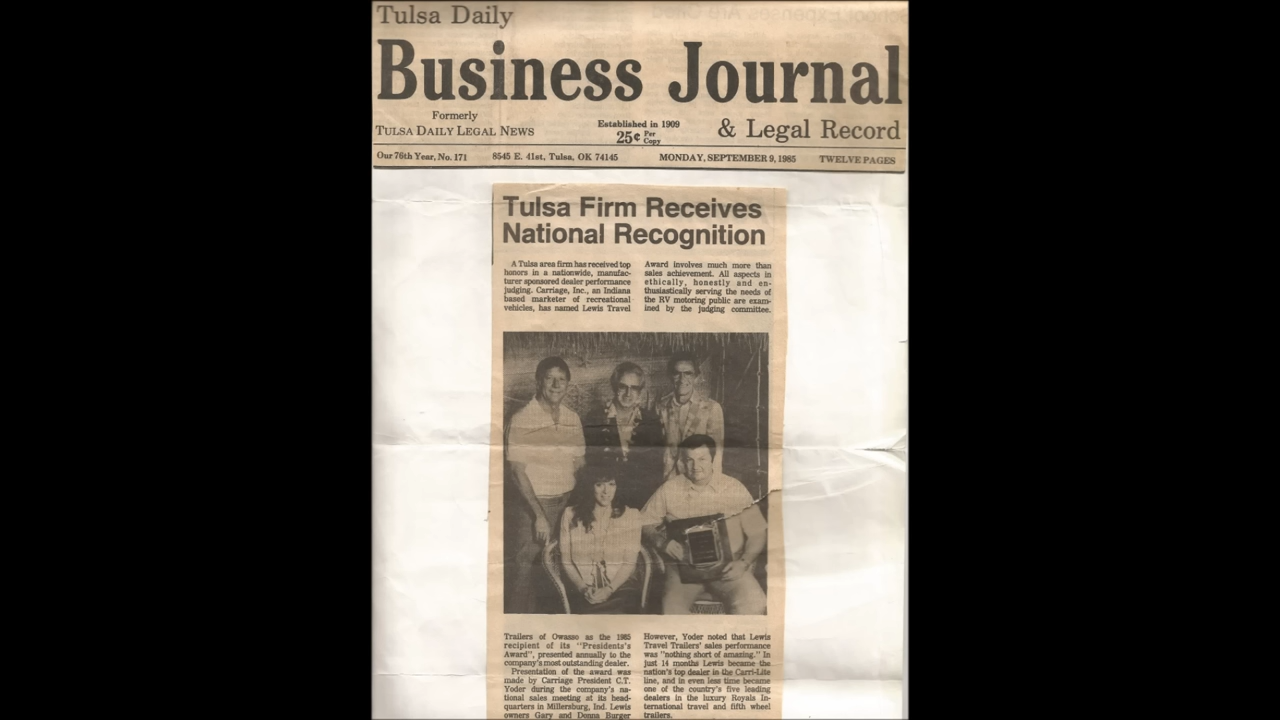 Tulsa Daily
Business Journal
Formerly
TULSA DAILY LEGAL NEWS
Established in 1909
25¢ Per Copy
& Legal Record
Our 76th Year, No. 171 8545 E. 41st, Tulsa, OK 74145 MONDAY, SEPTEMBER 9, 1985 TWELVE PAGES
Tulsa Firm Receives
National Recognition
A Tulsa area firm has received top
honors in a nationwide, manufac-
turer sponsored dealer performance
judging. Carriage, Inc., an Indiana
based marketer of recreational
vehicles, has named Lewis Travel
Award involves much more than
sales achievement. All aspects in
ethically, honestly and en-
thusiastically serving the needs of
the RV motoring public are exam-
ined by the judging committee.
Trailers of Owasso as the 1985
recipient of its "Presidents's
Award", presented annually to the
company's most outstanding dealer.
Presentation of the award was
made by Carriage President C.T.
Yoder during the company's na-
tional sales meeting at its head-
quarters in Millersburg, Ind. Lewis
owners Gary and Donna Burger
However, Yoder noted that Lewis
Travel Trailers' sales performance
was "nothing short of amazing." In
just 14 months Lewis became the
nation's top dealer in the Carri-Lite
line, and in even less time became
one of the country's five leading
dealers in the luxury Royals In-
ternational travel and fifth wheel
trailers.